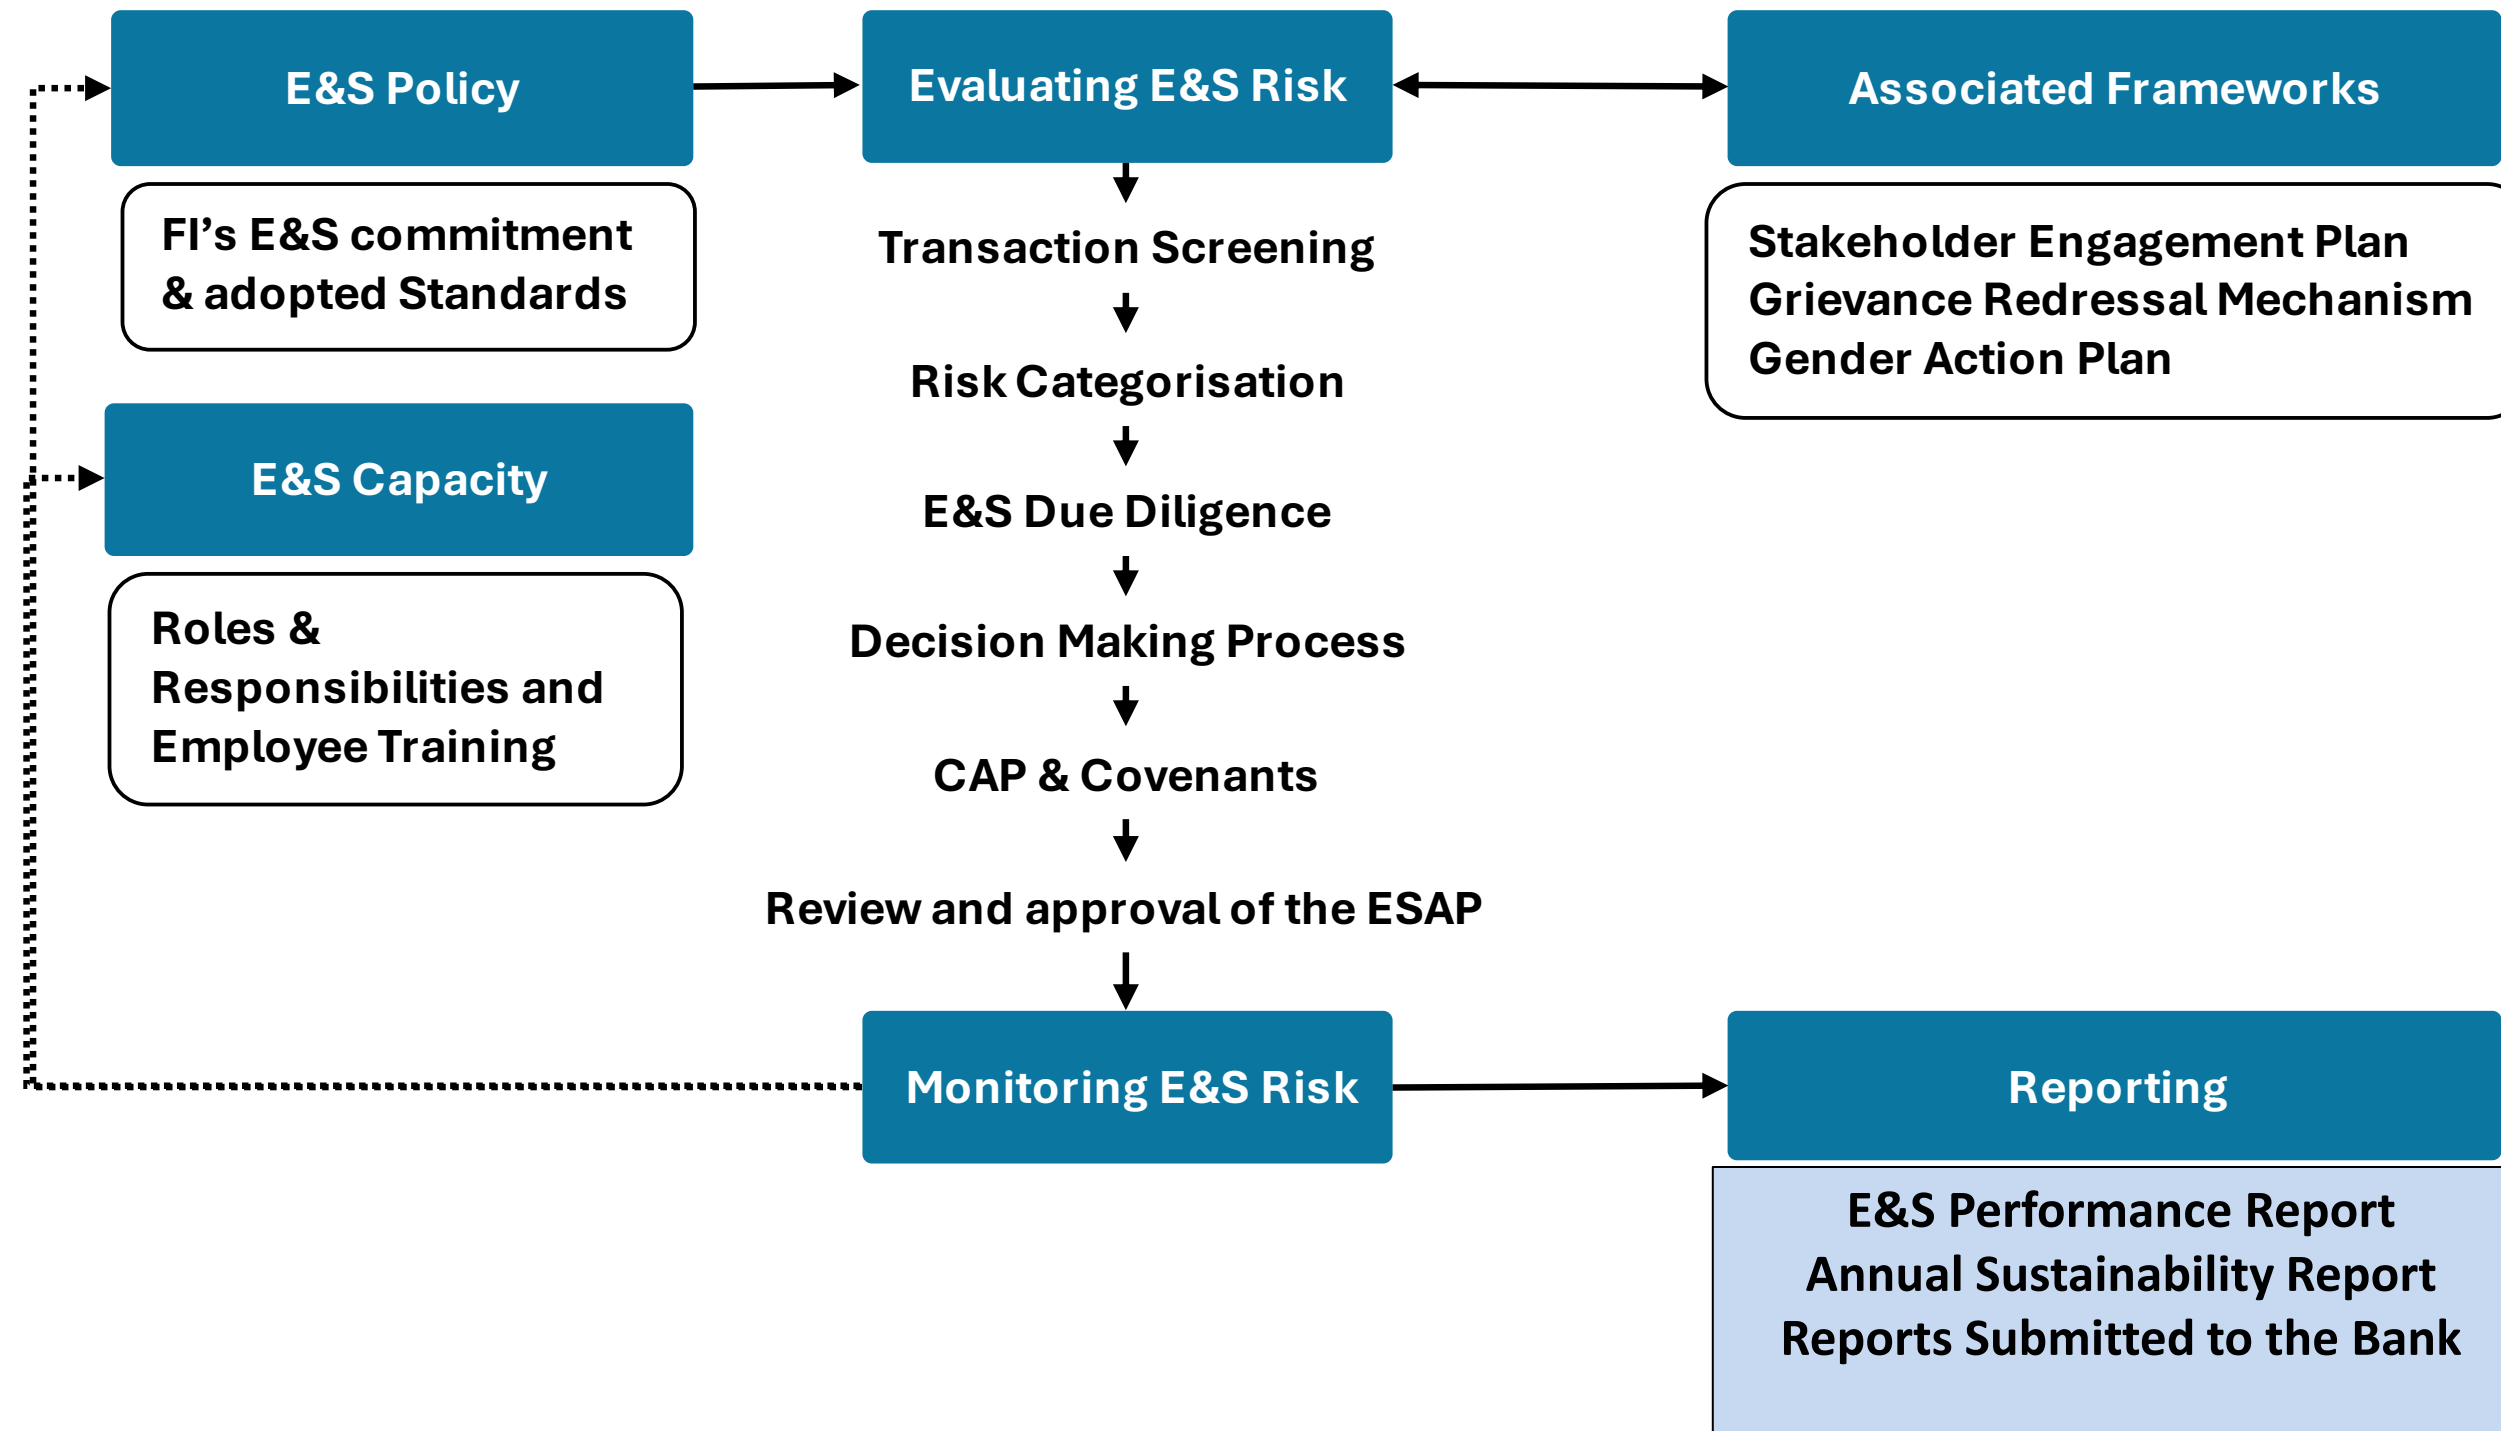 E&S Policy
Evaluating E&S Risk
Associated Frameworks
FI’s E&S commitment
& adopted Standards
Transaction Screening
Stakeholder Engagement Plan
Grievance Redressal Mechanism
Gender Action Plan
Risk Categorisation
E&S Capacity
E&S Due Diligence
Roles &
Responsibilities and
Employee Training
Decision Making Process
CAP & Covenants
Review and approval of the ESAP
Monitoring E&S Risk
Reporting
E&S Performance Report
Annual Sustainability Report
Reports Submitted to the Bank